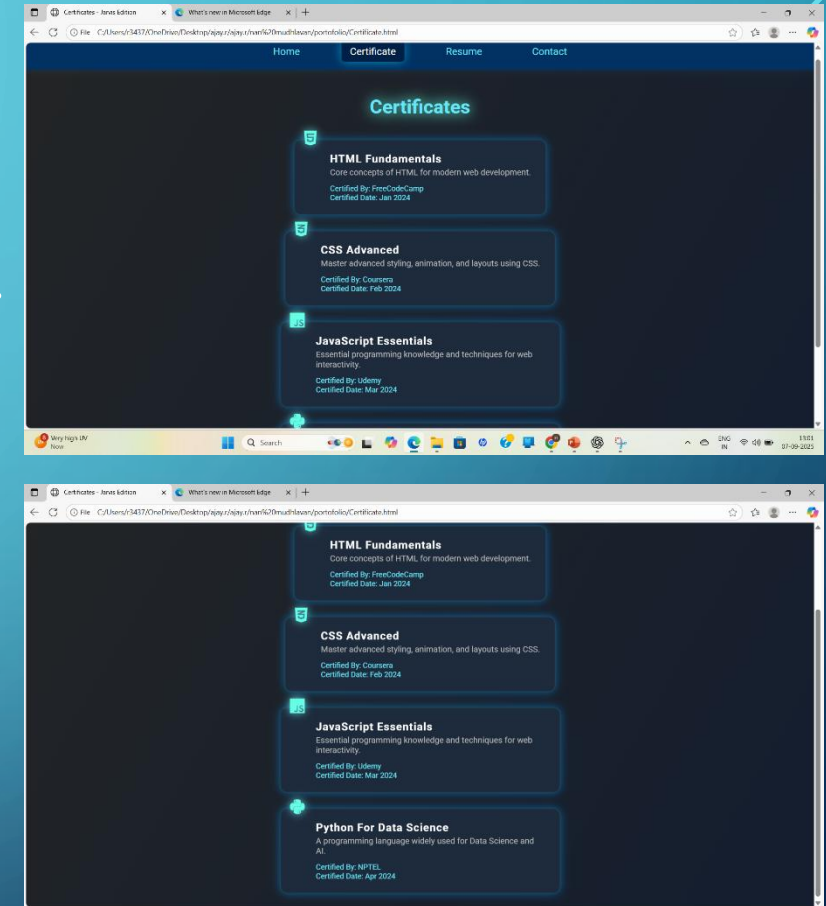 Certificates - Jarvis Edition
What's new in Microsoft Edge
File C:/Users/r3437/OneDrive/Desktop/ajay.r/ajay.r/nan%20mudhlavan/portofolio/Certificate.html
Home Certificate Resume Contact
Certificates
HTML Fundamentals
Core concepts of HTML for modern web development.
Certified By: FreeCodeCamp
Certified Date: Jan 2024
CSS Advanced
Master advanced styling, animation, and layouts using CSS.
Certified By: Coursera
Certified Date: Feb 2024
JS
JavaScript Essentials
Essential programming knowledge and techniques for web
interactivity.
Certified By: Udemy
Certified Date: Mar 2024
Very high UV
Now
Search
ENG
IN
13:01
07-09-2025
Certificates - Jarvis Edition
What's new in Microsoft Edge
File C:/Users/r3437/OneDrive/Desktop/ajay.r/ajay.r/nan%20mudhlavan/portofolio/Certificate.html
HTML Fundamentals
Core concepts of HTML for modern web development.
Certified By: FreeCodeCamp
Certified Date: Jan 2024
CSS Advanced
Master advanced styling, animation, and layouts using CSS.
Certified By: Coursera
Certified Date: Feb 2024
JS
JavaScript Essentials
Essential programming knowledge and techniques for web
interactivity.
Certified By: Udemy
Certified Date: Mar 2024
Python For Data Science
A programming language widely used for Data Science and
AI.
Certified By: NPTEL
Certified Date: Apr 2024